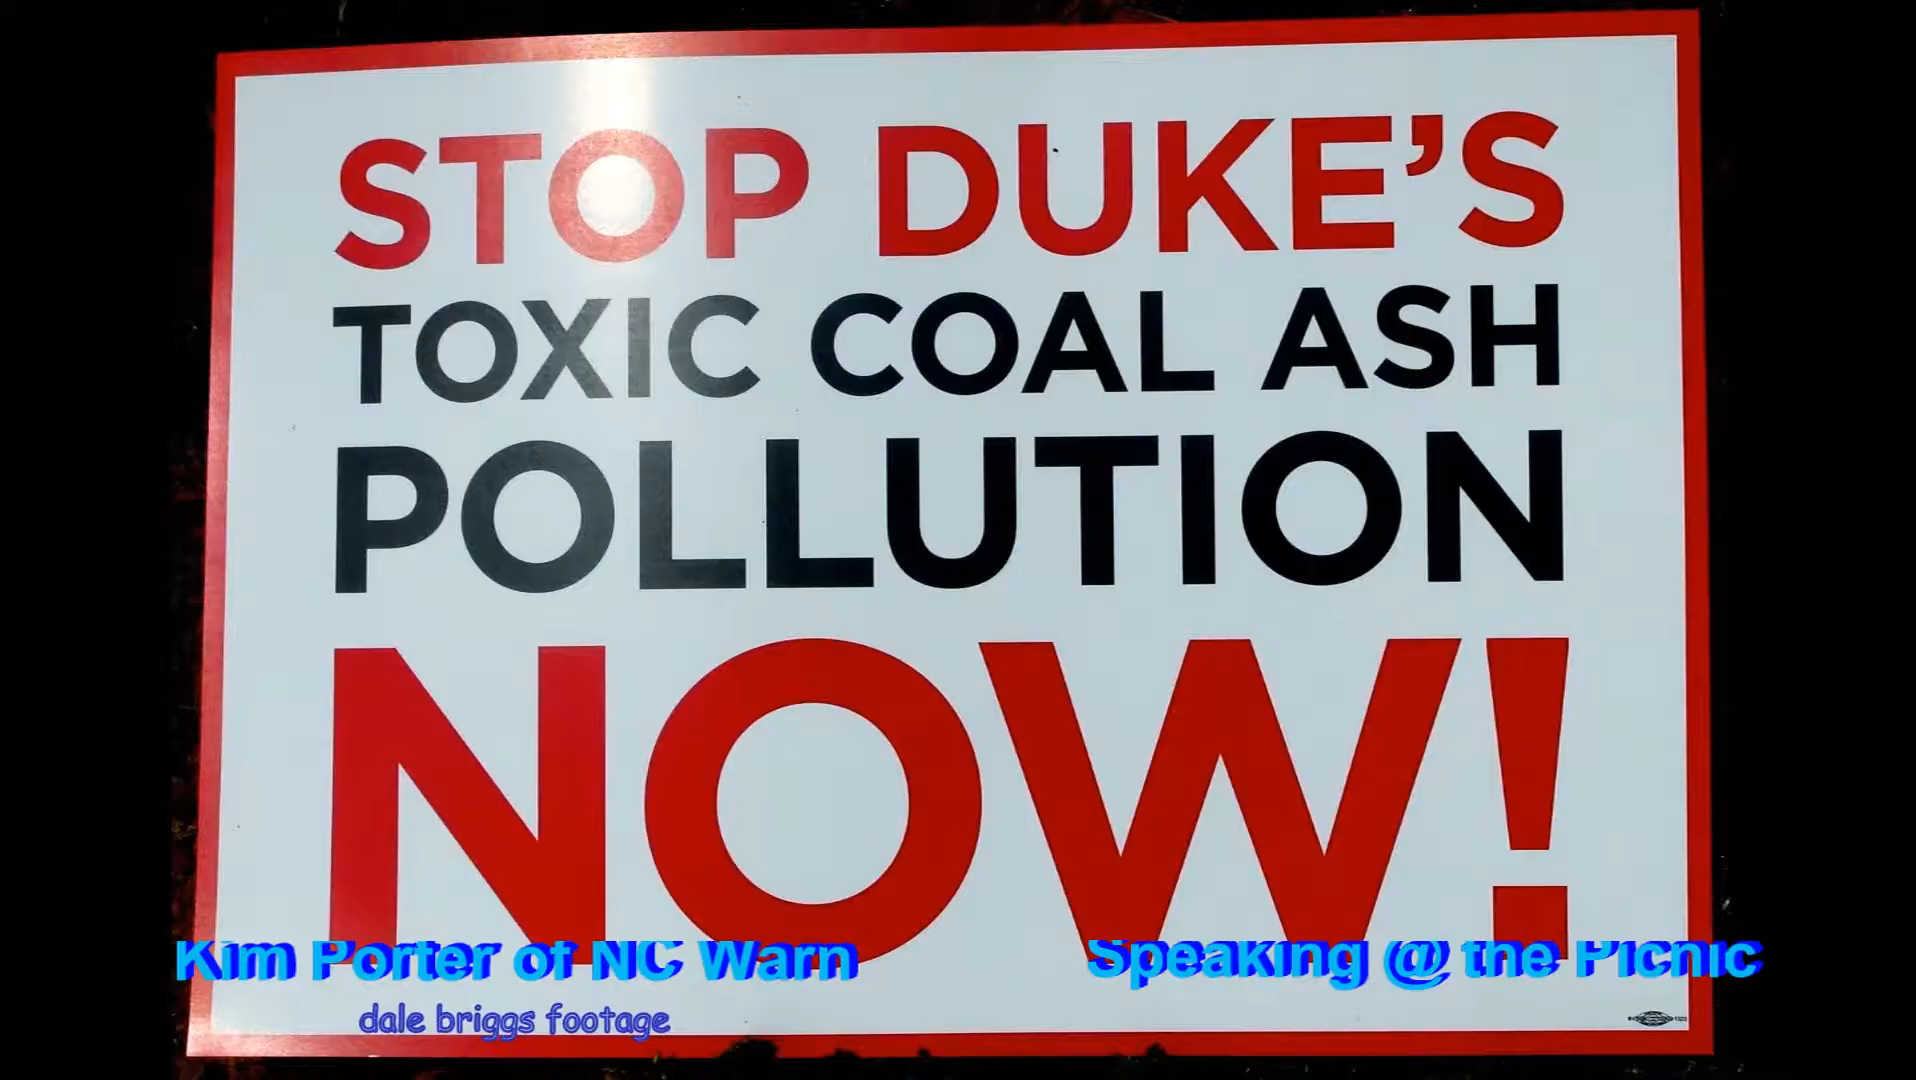 STOP DUKE'S
TOXIC COAL ASH
POLLUTION
NOW!
Kim Porter of NC Warn Speaking @ the Picnic
dale briggs footage